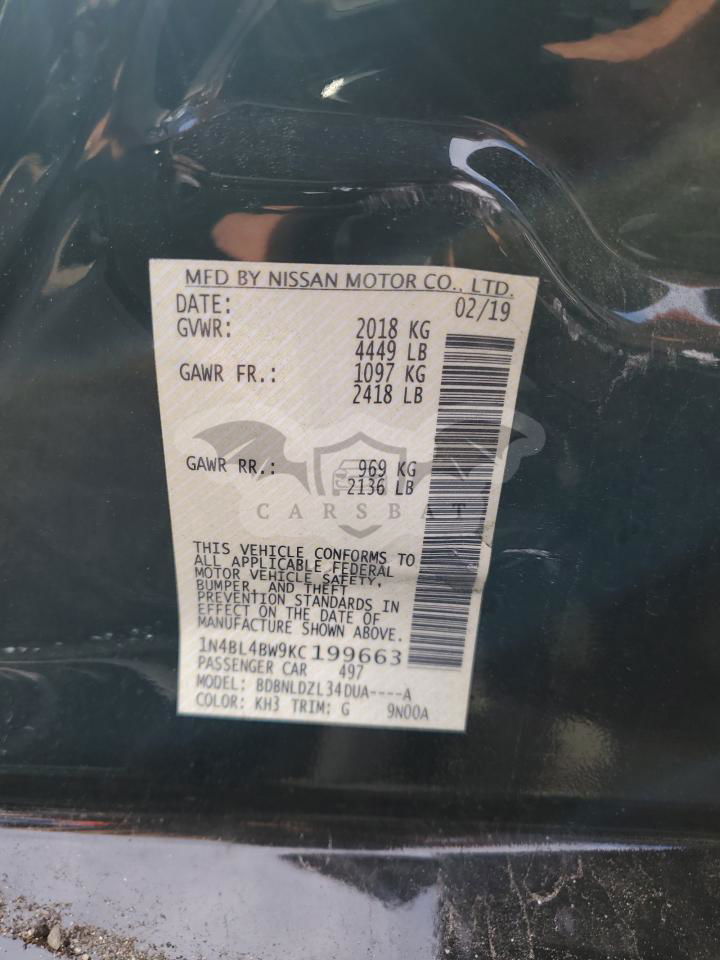 MFD BY NISSAN MOTOR CO., LTD.
DATE: 02/19
GVWR: 2018 KG
4449 LB
GAWR FR.: 1097 KG
2418 LB
GAWR RR.: 969 KG
2136 LB
CARSBAT
THIS VEHICLE CONFORMS TO
ALL APPLICABLE FEDERAL
MOTOR VEHICLE SAFETY,
BUMPER, AND THEFT
PREVENTION STANDARDS IN
EFFECT ON THE DATE OF
MANUFACTURE SHOWN ABOVE.
1N4BL4BW9KC199663
PASSENGER CAR 497
MODEL: BDBNLDZL34DUA----A
COLOR: KH3 TRIM: G 9N00A